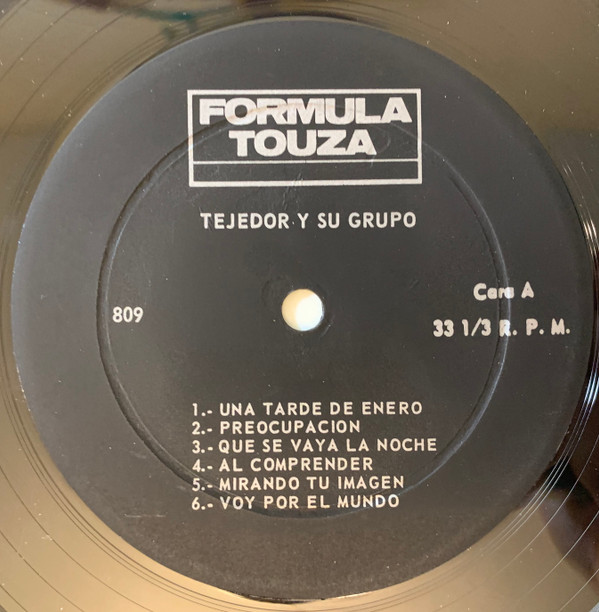 FORMULA
TOUZA
TEJEDOR Y SU GRUPO
Cara A
809
33 1/3 R. P. M.
1.- UNA TARDE DE ENERO
2.- PREOCUPACION
3.- QUE SE VAYA LA NOCHE
4.- AL COMPRENDER
5.- MIRANDO TU IMAGEN
6.- VOY POR EL MUNDO